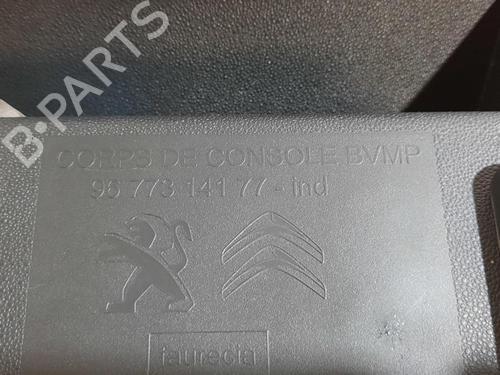 B-PARTS
CORPS DE CONSOLE BVMP
96 773 141 77 - ind
faurecia